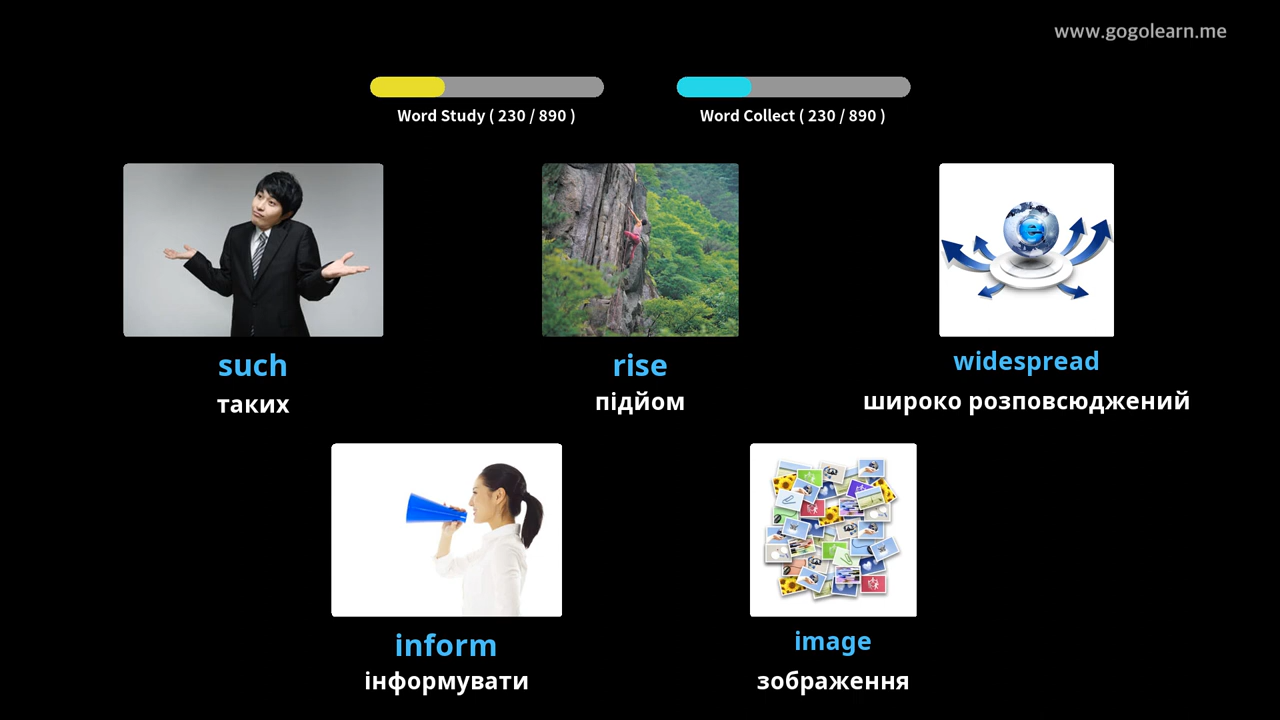 www.gogolearn.me
Word Study ( 230 / 890 )
Word Collect ( 230 / 890 )
such
таких
rise
підйом
widespread
широко розповсюджений
inform
інформувати
image
зображення